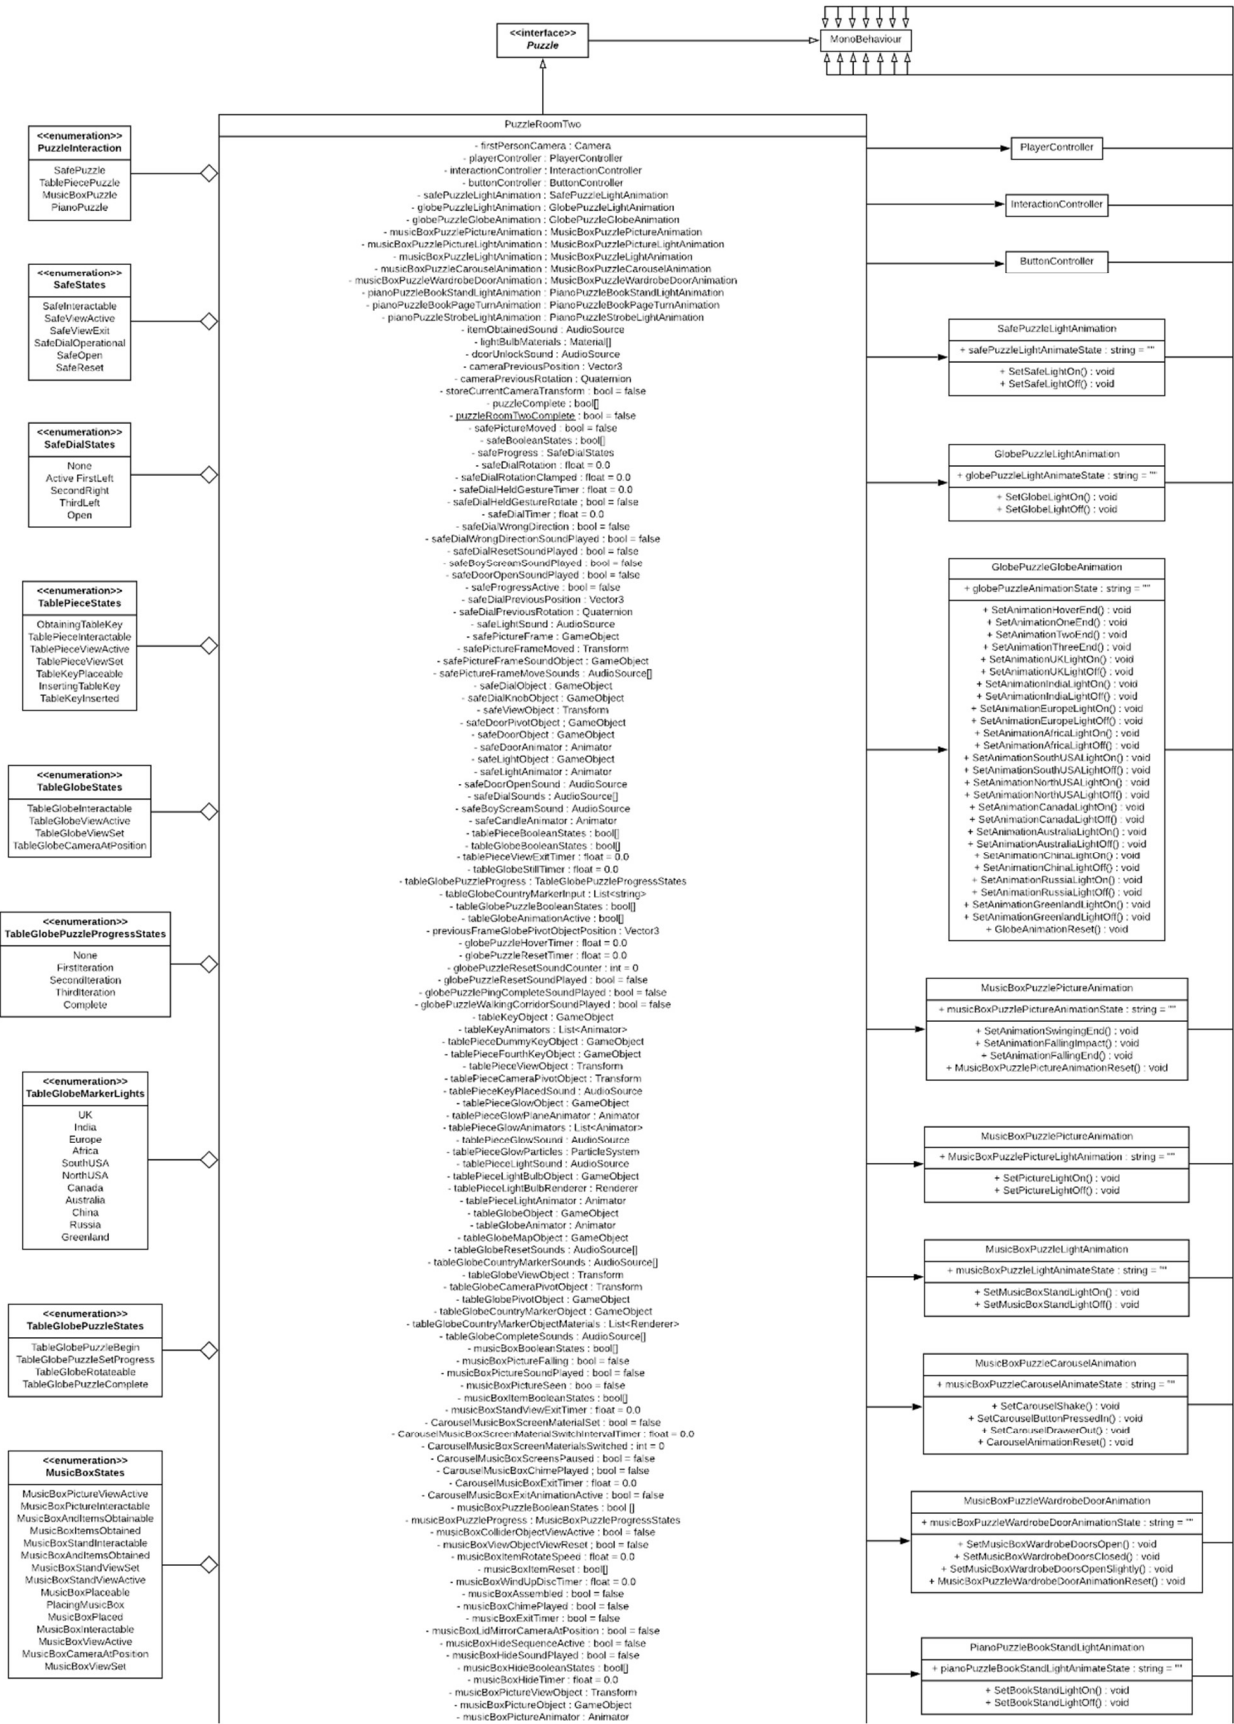 <<interface>>
Puzzle
MonoBehaviour
<<enumeration>>
PuzzleInteraction
SafePuzzle
TablePiecePuzzle
MusicBoxPuzzle
PianoPuzzle
<<enumeration>>
SafeStates
SafeInteractable
SafeViewActive
SafeViewExit
SafeDialOperational
SafeOpen
SafeReset
<<enumeration>>
SafeDialStates
None
Active FirstLeft
SecondRight
ThirdLeft
Open
<<enumeration>>
TablePieceStates
ObtainingTableKey
TablePieceInteractable
TablePieceViewActive
TablePieceViewSet
TableKeyPlaceable
InsertingTableKey
TableKeyInserted
<<enumeration>>
TableGlobeStates
TableGlobeInteractable
TableGlobeViewActive
TableGlobeViewSet
TableGlobeCameraAtPosition
<<enumeration>>
TableGlobePuzzleProgressStates
None
FirstIteration
SecondIteration
ThirdIteration
Complete
<<enumeration>>
TableGlobeMarkerLights
UK
India
Europe
Africa
SouthUSA
NorthUSA
Canada
Australia
China
Russia
Greenland
<<enumeration>>
TableGlobePuzzleStates
TableGlobePuzzleBegin
TableGlobePuzzleSetProgress
TableGlobeRotateable
TableGlobePuzzleComplete
<<enumeration>>
MusicBoxStates
MusicBoxPictureViewActive
MusicBoxPictureInteractable
MusicBoxAndItemsObtainable
MusicBoxItemsObtained
MusicBoxStandInteractable
MusicBoxAndItemsObtained
MusicBoxStandViewSet
MusicBoxStandViewActive
MusicBoxPlaceable
PlacingMusicBox
MusicBoxPlaced
MusicBoxInteractable
MusicBoxViewActive
MusicBoxCameraAtPosition
MusicBoxViewSet
PuzzleRoomTwo
- firstPersonCamera : Camera
- playerController : PlayerController
- interactionController : InteractionController
- buttonController : ButtonController
- safePuzzleLightAnimation : SafePuzzleLightAnimation
- globePuzzleLightAnimation : GlobePuzzleLightAnimation
- globePuzzleGlobeAnimation : GlobePuzzleGlobeAnimation
- musicBoxPuzzlePictureAnimation : MusicBoxPuzzlePictureAnimation
- musicBoxPuzzlePictureLightAnimation : MusicBoxPuzzlePictureLightAnimation
- musicBoxPuzzleLightAnimation : MusicBoxPuzzleLightAnimation
- musicBoxPuzzleCarouselAnimation : MusicBoxPuzzleCarouselAnimation
- musicBoxPuzzleWardrobeDoorAnimation : MusicBoxPuzzleWardrobeDoorAnimation
- pianoPuzzleBookStandLightAnimation : PianoPuzzleBookStandLightAnimation
- pianoPuzzleBookPageTurnAnimation : PianoPuzzleBookPageTurnAnimation
- pianoPuzzleStrobeLightAnimation : PianoPuzzleStrobeLightAnimation
- itemObtainedSound : AudioSource
- lightBulbMaterials : Material[]
- doorUnlockSound : AudioSource
- cameraPreviousPosition : Vector3
- cameraPreviousRotation : Quaternion
- storeCurrentCameraTransform : bool = false
- puzzleComplete : bool[]
- puzzleRoomTwoComplete : bool = false
- safePictureMoved : bool = false
- safeBooleanStates : bool[]
- safeProgress : SafeDialStates
- safeDialRotation : float = 0.0
- safeDialRotationClamped : float = 0.0
- safeDialHeldGestureTimer : float = 0.0
- safeDialHeldGestureRotate : bool = false
- safeDialTimer : float = 0.0
- safeDialWrongDirection : bool = false
- safeDialWrongDirectionSoundPlayed : bool = false
- safeDialResetSoundPlayed : bool = false
- safeBoyScreamSoundPlayed : bool = false
- safeDoorOpenSoundPlayed : bool = false
- safeProgressActive : bool = false
- safeDialPreviousPosition : Vector3
- safeDialPreviousRotation : Quaternion
- safeLightSound : AudioSource
- safePictureFrame : GameObject
- safePictureFrameMoved : Transform
- safePictureFrameSoundObject : GameObject
- safePictureFrameMoveSounds : AudioSource[]
- safeDialObject : GameObject
- safeDialKnobObject : GameObject
- safeViewObject : Transform
- safeDoorPivotObject ; GameObject
- safeDoorObject : GameObject
- safeDoorAnimator : Animator
- safeLightObject : GameObject
- safeLightAnimator : Animator
- safeDoorOpenSound : AudioSource
- safeDialSounds : AudioSource[]
- safeBoyScreamSound : AudioSource
- safeCandleAnimator : Animator
- tablePieceBooleanStates : bool[]
- tableGlobeBooleanStates : bool[]
- tablePieceViewExitTimer : float = 0.0
- tableGlobeStillTimer : float = 0.0
- tableGlobePuzzleProgress : TableGlobePuzzleProgressStates
- tableGlobeCountryMarkerInput : List<string>
- tableGlobePuzzleBooleanStates : bool[]
- tableGlobeAnimationActive : bool[]
- previousFrameGlobePivotObjectPosition : Vector3
- globePuzzleHoverTimer : float = 0.0
- globePuzzleResetTimer : float = 0.0
- globePuzzleResetSoundCounter : int = 0
- globePuzzleResetSoundPlayed : bool = false
- globePuzzlePingCompleteSoundPlayed : bool = false
- globePuzzleWalkingCorridorSoundPlayed : bool = false
- tableKeyObject : GameObject
- tableKeyAnimators : List<Animator>
- tablePieceDummyKeyObject : GameObject
- tablePieceFourthKeyObject : GameObject
- tablePieceViewObject : Transform
- tablePieceCameraPivotObject : Transform
- tablePieceKeyPlacedSound : AudioSource
- tablePieceGlowObject : GameObject
- tablePieceGlowPlaneAnimator : Animator
- tablePieceGlowAnimators : List<Animator>
- tablePieceGlowSound : AudioSource
- tablePieceGlowParticles : ParticleSystem
- tablePieceLightSound : AudioSource
- tablePieceLightBulbObject : GameObject
- tablePieceLightBulbRenderer : Renderer
- tablePieceLightAnimator : Animator
- tableGlobeObject : GameObject
- tableGlobeAnimator : Animator
- tableGlobeMapObject : GameObject
- tableGlobeResetSounds : AudioSource[]
- tableGlobeCountryMarkerSounds : AudioSource[]
- tableGlobeViewObject : Transform
- tableGlobeCameraPivotObject : Transform
- tableGlobePivotObject : GameObject
- tableGlobeCountryMarkerObject : GameObject
- tableGlobeCountryMarkerObjectMaterials : List<Renderer>
- tableGlobeCompleteSounds : AudioSource[]
- musicBoxBooleanStates : bool[]
- musicBoxPictureFalling : bool = false
- musicBoxPictureSoundPlayed : bool = false
- musicBoxPictureSeen : boo = false
- musicBoxItemBooleanStates : bool[]
- musicBoxStandViewExitTimer : float = 0.0
- CarouselMusicBoxScreenMaterialSet : bool = false
- CarouselMusicBoxScreenMaterialSwitchIntervalTimer : float = 0.0
- CarouselMusicBoxScreenMaterialsSwitched : int = 0
- CarouselMusicBoxScreensPaused : bool = false
- CarouselMusicBoxChimePlayed ; bool = false
- CarouselMusicBoxExitTimer : float = 0.0
- CarouselMusicBoxExitAnimationActive : bool = false
- musicBoxPuzzleBooleanStates : bool []
- musicBoxPuzzleProgress : MusicBoxPuzzleProgressStates
- musicBoxColliderObjectViewActive : bool = false
- musicBoxViewObjectViewReset : bool = false
- musicBoxItemRotateSpeed : float = 0.0
- musicBoxItemReset : bool[]
- musicBoxWindUpDiscTimer : float = 0.0
- musicBoxAssembled : bool = false
- musicBoxChimePlayed : bool = false
- musicBoxExitTimer : bool = false
- musicBoxLidMirrorCameraAtPosition : bool = false
- musicBoxHideSequenceActive : bool = false
- musicBoxHideSoundPlayed : bool = false
- musicBoxHideBooleanStates : bool[]
- musicBoxHideTimer : float = 0.0
- musicBoxPictureViewObject : Transform
- musicBoxPictureObject : GameObject
- musicBoxPictureAnimator : Animator
PlayerController
InteractionController
ButtonController
SafePuzzleLightAnimation
+ safePuzzleLightAnimateState : string = ""
+ SetSafeLightOn() : void
+ SetSafeLightOff() : void
GlobePuzzleLightAnimation
+ globePuzzleLightAnimateState : string = ""
+ SetGlobeLightOn() : void
+ SetGlobeLightOff() : void
GlobePuzzleGlobeAnimation
+ globePuzzleAnimationState : string = ""
+ SetAnimationHoverEnd() : void
+ SetAnimationOneEnd() : void
+ SetAnimationTwoEnd() : void
+ SetAnimationThreeEnd() : void
+ SetAnimationUKLightOn() : void
+ SetAnimationUKLightOff() : void
+ SetAnimationIndiaLightOn() : void
+ SetAnimationIndiaLightOff() : void
+ SetAnimationEuropeLightOn() : void
+ SetAnimationEuropeLightOff() : void
+ SetAnimationAfricaLightOn() : void
+ SetAnimationAfricaLightOff() : void
+ SetAnimationSouthUSALightOn() : void
+ SetAnimationSouthUSALightOff() : void
+ SetAnimationNorthUSALightOn() : void
+ SetAnimationNorthUSALightOff() : void
+ SetAnimationCanadaLightOn() : void
+ SetAnimationCanadaLightOff() : void
+ SetAnimationAustraliaLightOn() : void
+ SetAnimationAustraliaLightOff() : void
+ SetAnimationChinaLightOn() : void
+ SetAnimationChinaLightOff() : void
+ SetAnimationRussiaLightOn() : void
+ SetAnimationRussiaLightOff() : void
+ SetAnimationGreenlandLightOn() : void
+ SetAnimationGreenlandLightOff() : void
+ GlobeAnimationReset() : void
MusicBoxPuzzlePictureAnimation
+ musicBoxPuzzlePictureAnimationState : string = ""
+ SetAnimationSwingingEnd() : void
+ SetAnimationFallingImpact() : void
+ SetAnimationFallingEnd() : void
+ MusicBoxPuzzlePictureAnimationReset() : void
MusicBoxPuzzlePictureAnimation
+ MusicBoxPuzzlePictureLightAnimation : string = ""
+ SetPictureLightOn() : void
+ SetPictureLightOff() : void
MusicBoxPuzzleLightAnimation
+ musicBoxPuzzleLightAnimateState : string = ""
+ SetMusicBoxStandLightOn() : void
+ SetMusicBoxStandLightOff() : void
MusicBoxPuzzleCarouselAnimation
+ musicBoxPuzzleCarouselAnimateState : string = ""
+ SetCarouselShake() : void
+ SetCarouselButtonPressedIn() : void
+ SetCarouselDrawerOut() : void
+ CarouselAnimationReset() : void
MusicBoxPuzzleWardrobeDoorAnimation
+ musicBoxPuzzleWardrobeDoorAnimationState : string = ""
+ SetMusicBoxWardrobeDoorsOpen() : void
+ SetMusicBoxWardrobeDoorsClosed() : void
+ SetMusicBoxWardrobeDoorsOpenSlightly() : void
+ MusicBoxPuzzleWardrobeDoorAnimationReset() : void
PianoPuzzleBookStandLightAnimation
+ pianoPuzzleBookStandLightAnimateState : string = ""
+ SetBookStandLightOn() : void
+ SetBookStandLightOff() : void